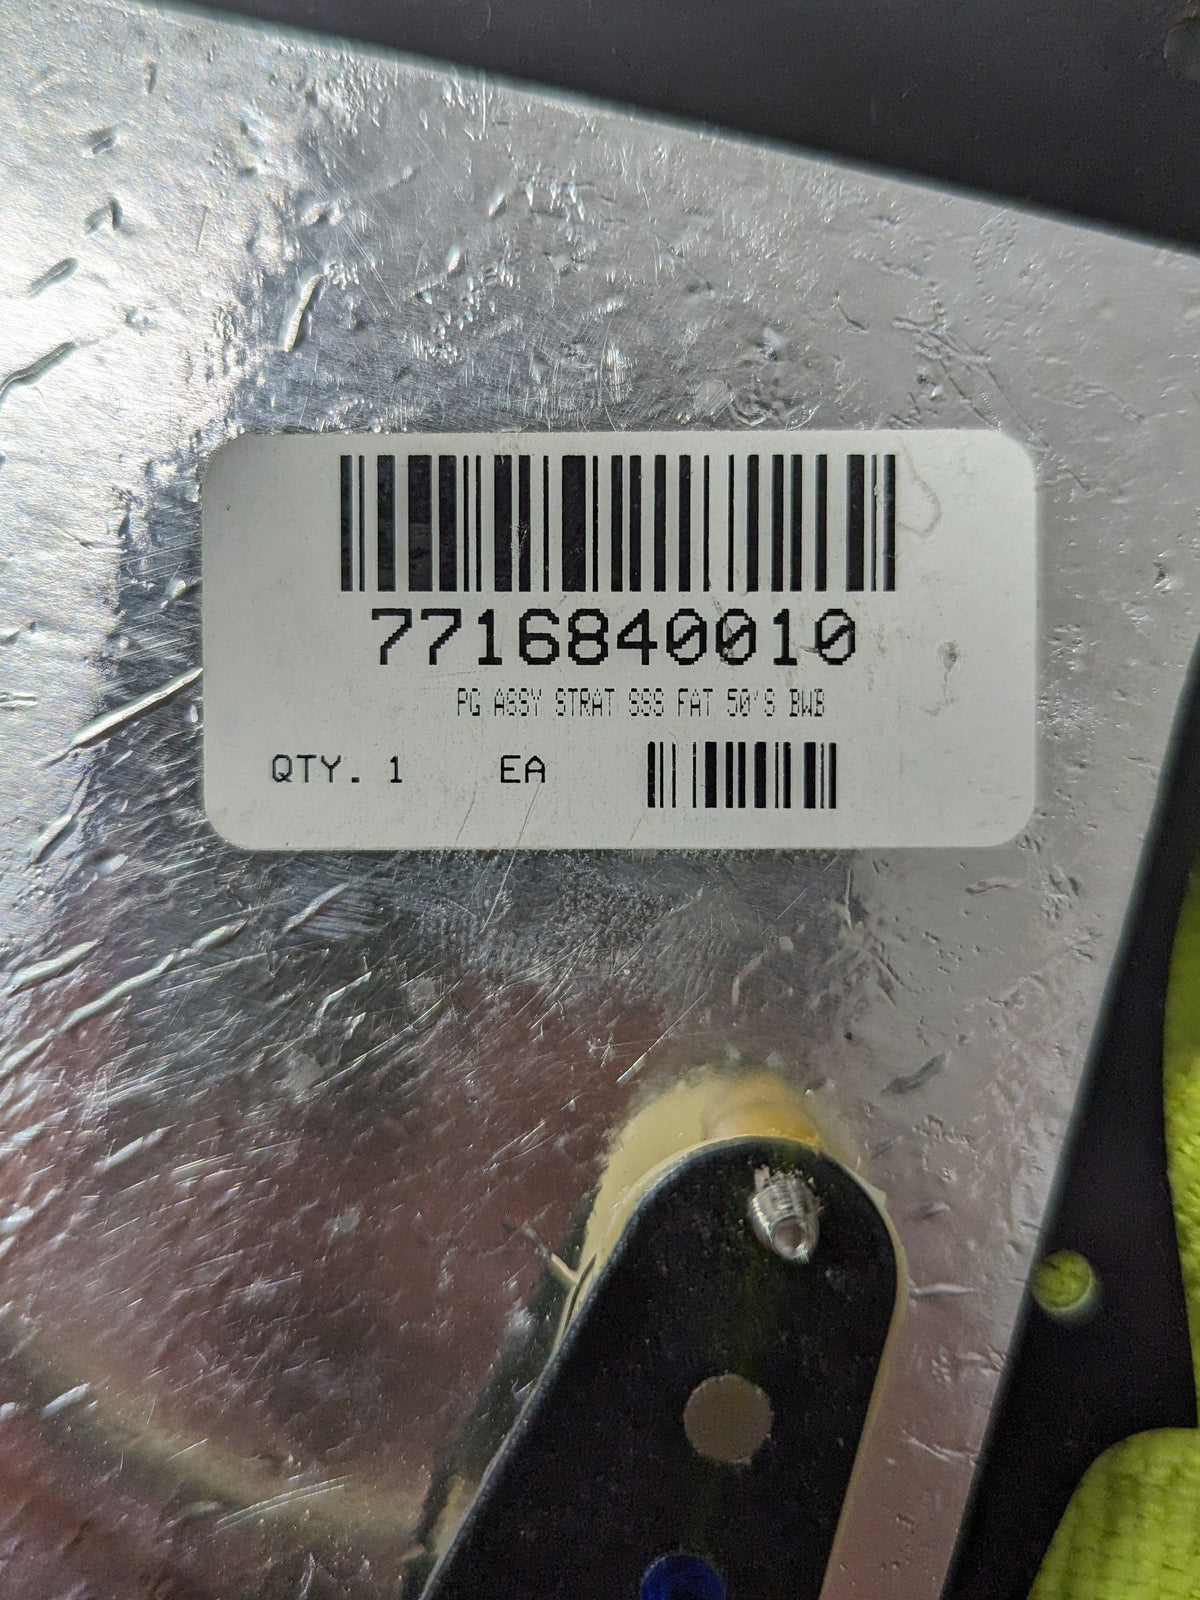 7716840010
PG ASSY STRAT SSS FAT 50'S BWB
QTY. 1 EA